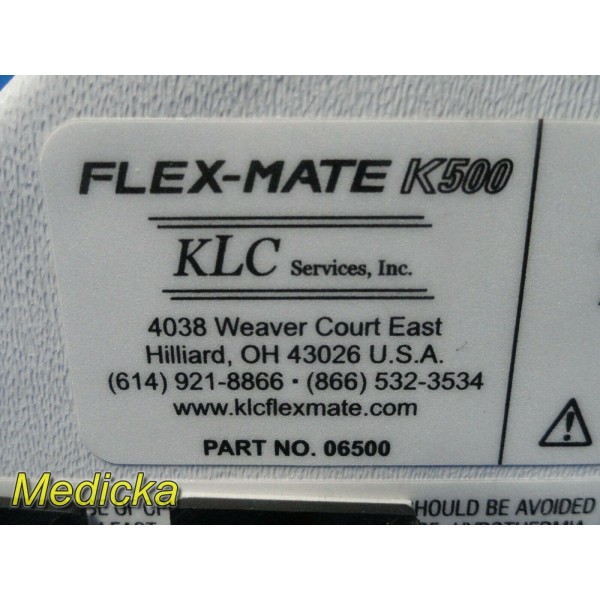 FLEX-MATE K500
KLC Services, Inc.
4038 Weaver Court East
Hilliard, OH 43026 U.S.A.
(614) 921-8866 • (866) 532-3534
www.klcflexmate.com
PART NO. 06500
Medicka
HOULD BE AVOIDED